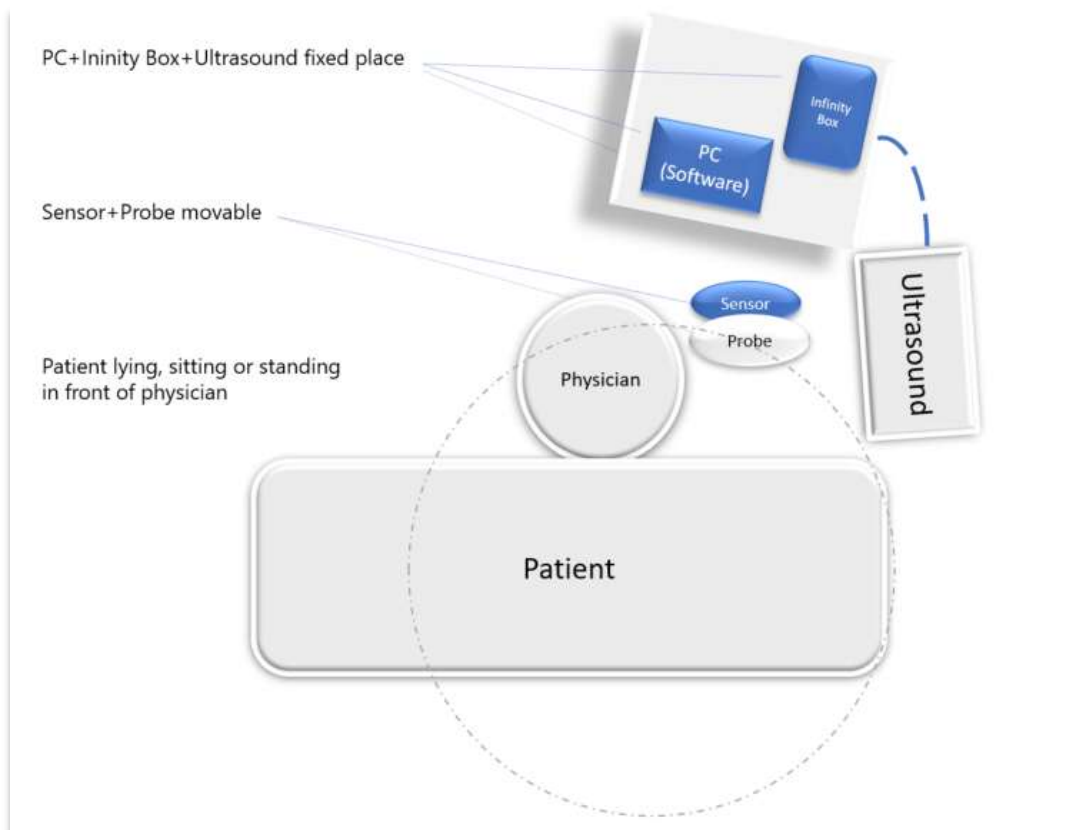 PC+Ininity Box+Ultrasound fixed place
Infinity
Box
PC
(Software)
Sensor+Probe movable
Ultrasound
Sensor
Probe
Patient lying, sitting or standing
in front of physician
Physician
Patient